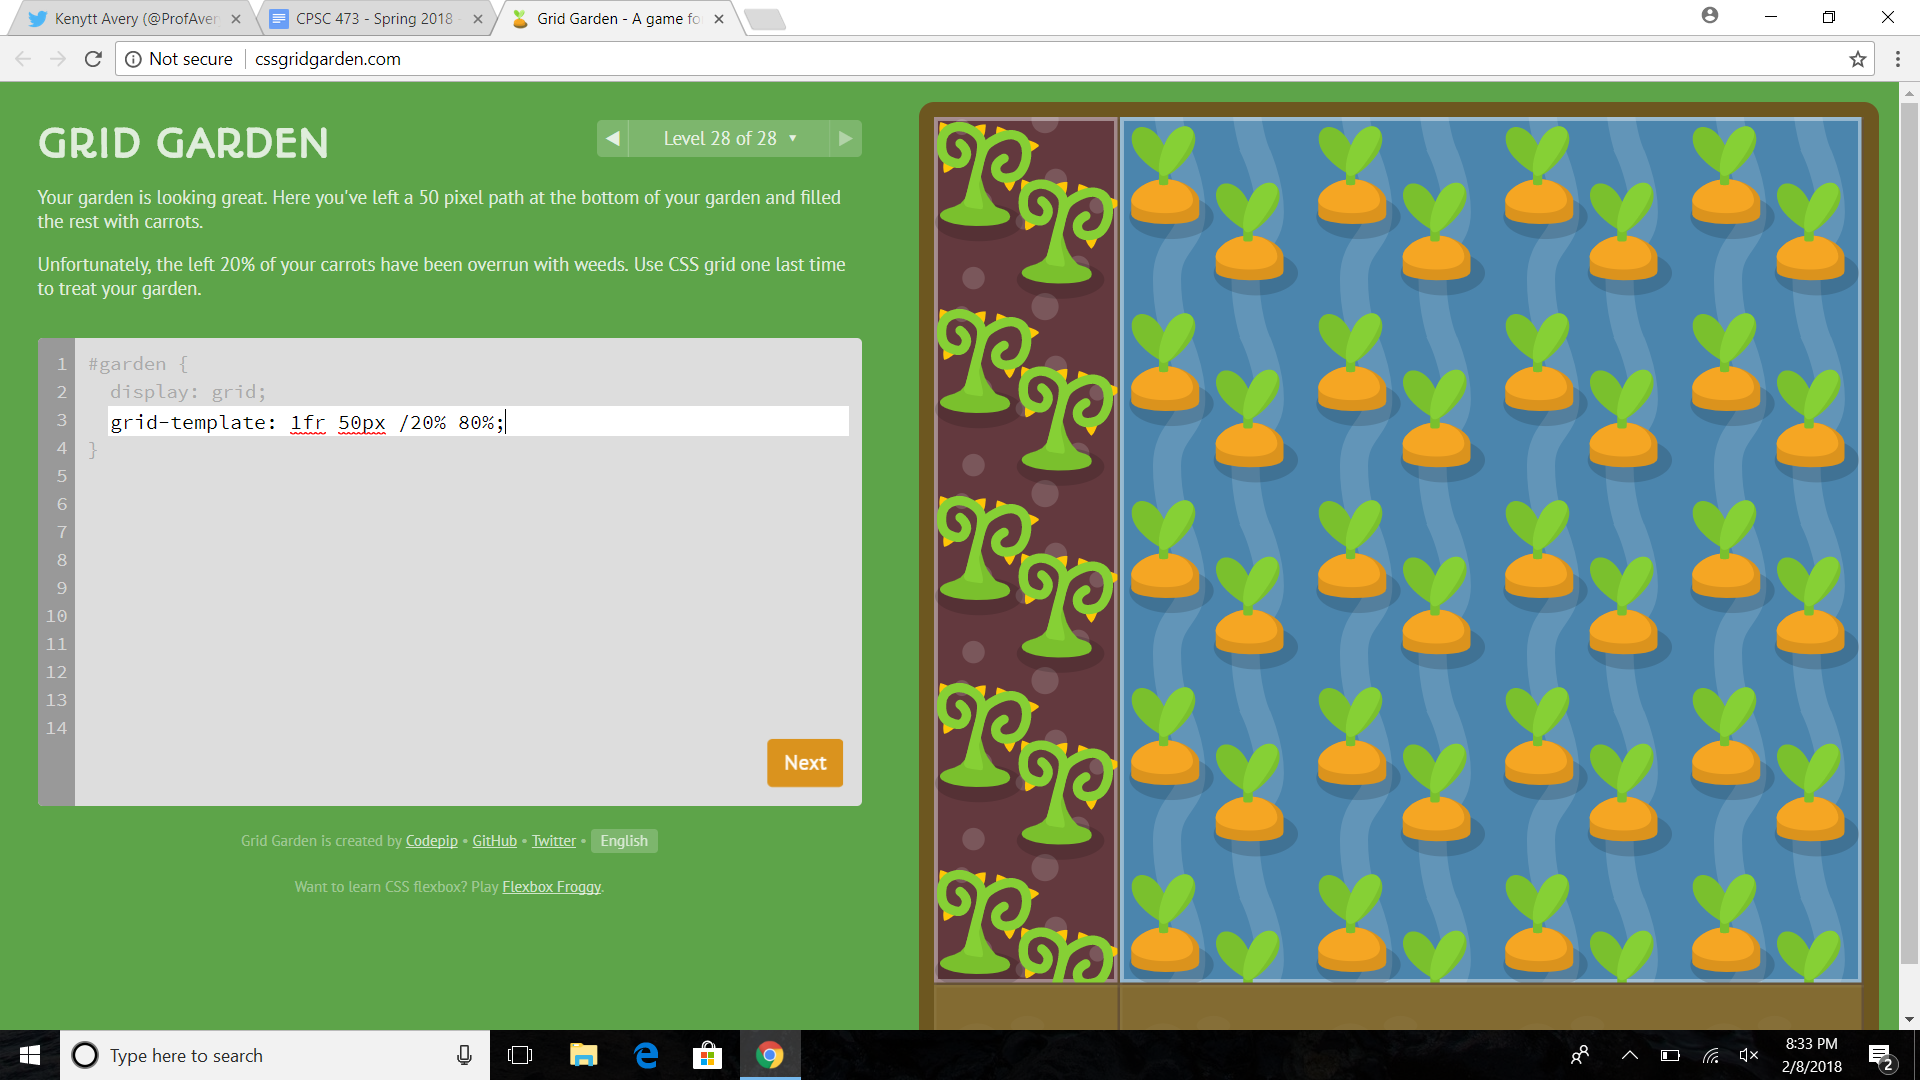 Kenytt Avery (@ProfAver
CPSC 473 - Spring 2018 -
Grid Garden - A game fo
Not secure
cssgridgarden.com
GRID GARDEN
Level 28 of 28
Your garden is looking great. Here you've left a 50 pixel path at the bottom of your garden and filled
the rest with carrots.
Unfortunately, the left 20% of your carrots have been overrun with weeds. Use CSS grid one last time
to treat your garden.
1 #garden {
2 display: grid;
3 grid-template: 1fr 50px /20% 80%;
4 }
5
6
7
8
9
10
11
12
13
14
Next
Grid Garden is created by Codepip • GitHub • Twitter • English
Want to learn CSS flexbox? Play Flexbox Froggy.
Type here to search
8:33 PM
2/8/2018
2